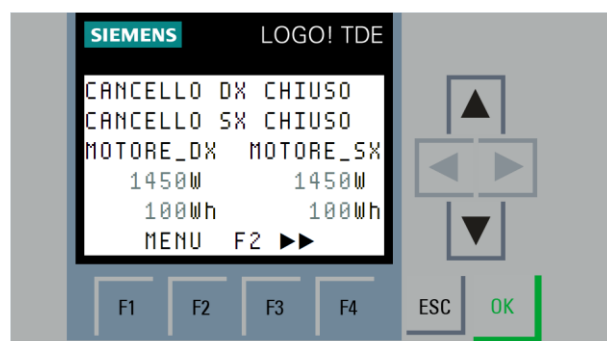 SIEMENS LOGO! TDE
CANCELLO DX CHIUSO
CANCELLO SX CHIUSO
MOTORE_DX MOTORE_SX
1450W 1450W
100Wh 100Wh
MENU F2 ►►
F1 F2 F3 F4 ESC OK